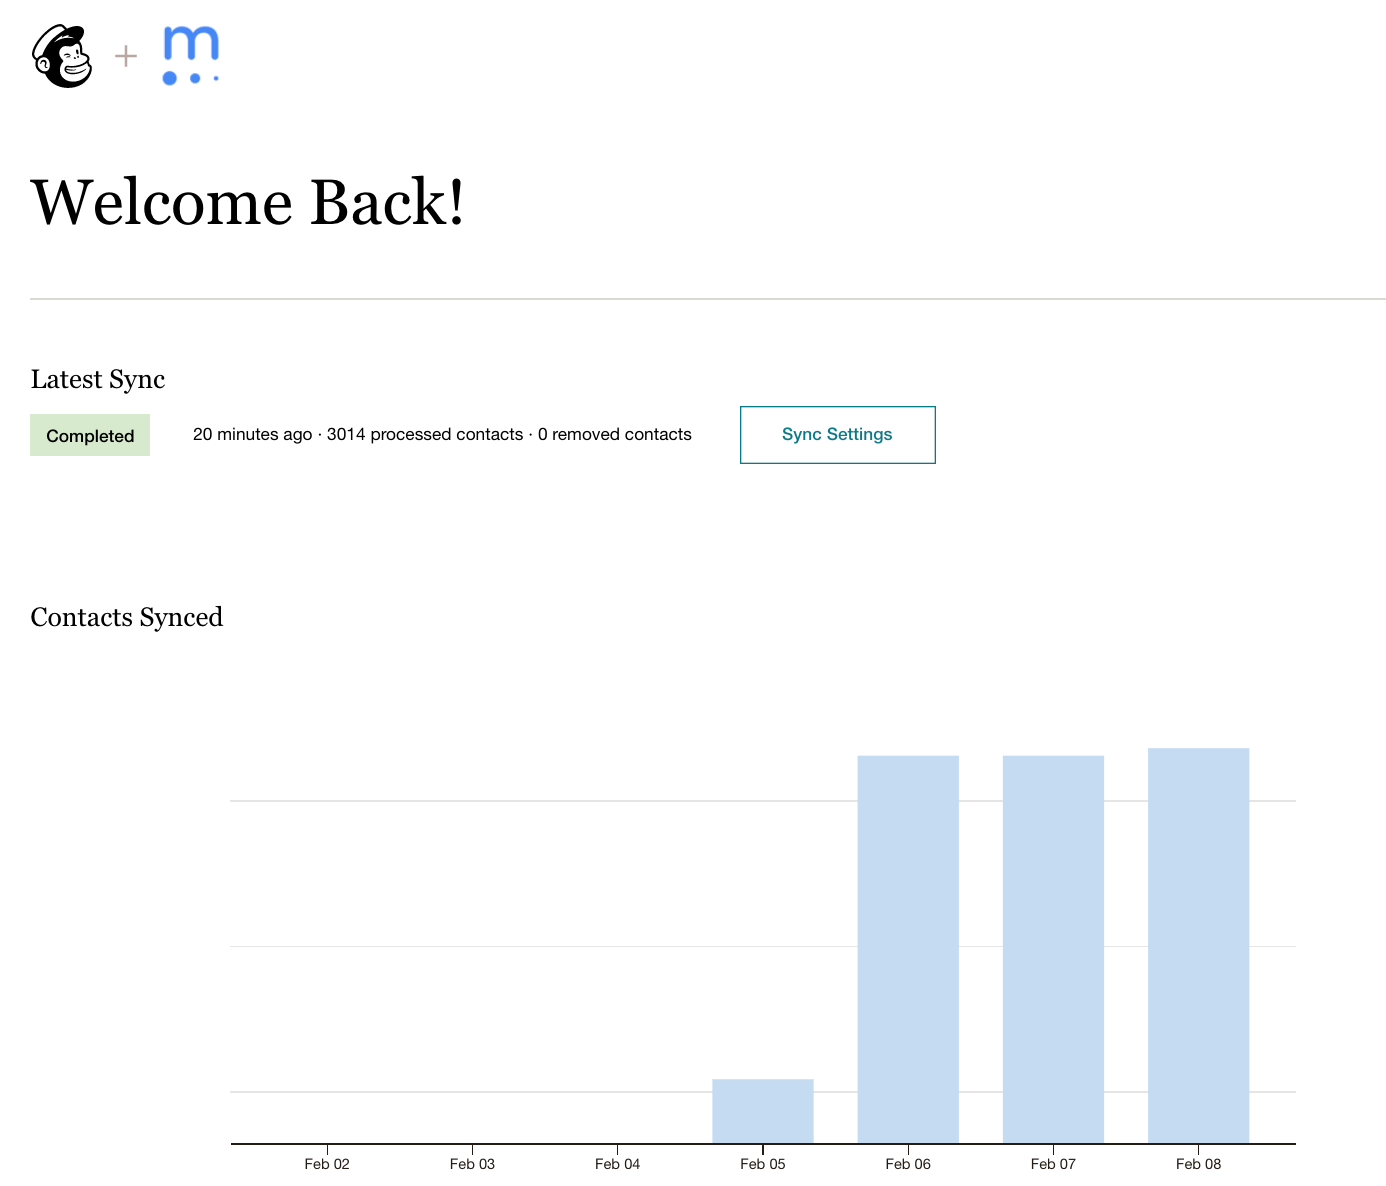 m
Welcome Back!
Latest Sync
Completed
20 minutes ago · 3014 processed contacts · 0 removed contacts
Sync Settings
Contacts Synced
Feb 02 Feb 03 Feb 04 Feb 05 Feb 06 Feb 07 Feb 08